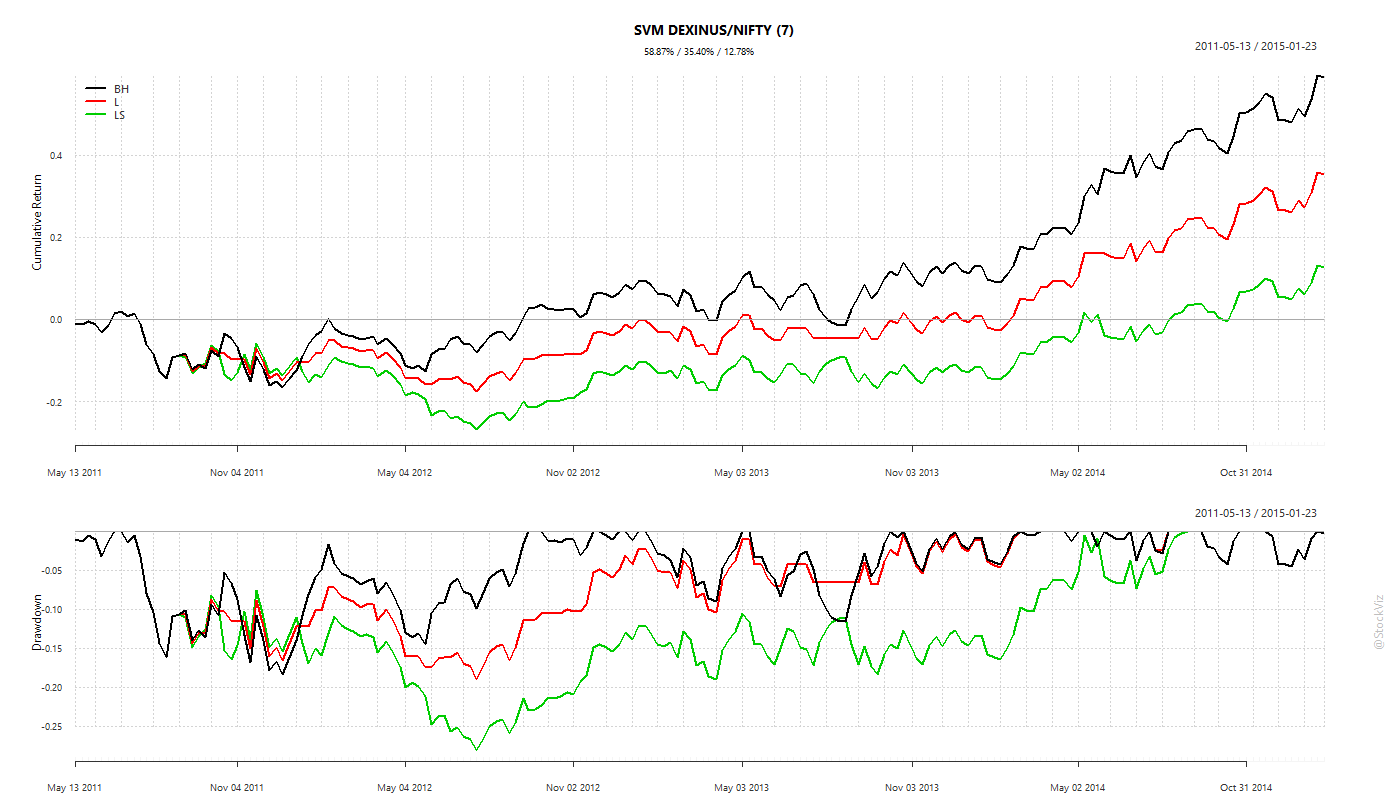 SVM DEXINUS/NIFTY (7)
58.87% / 35.40% / 12.78%
2011-05-13 / 2015-01-23
BH
L
LS
Cumulative Return
0.4
0.2
0.0
-0.2
May 13 2011 Nov 04 2011 May 04 2012 Nov 02 2012 May 03 2013 Nov 03 2013 May 02 2014 Oct 31 2014
2011-05-13 / 2015-01-23
Drawdown
-0.05
-0.10
-0.15
-0.20
-0.25
May 13 2011 Nov 04 2011 May 04 2012 Nov 02 2012 May 03 2013 Nov 03 2013 May 02 2014 Oct 31 2014
@StockViz